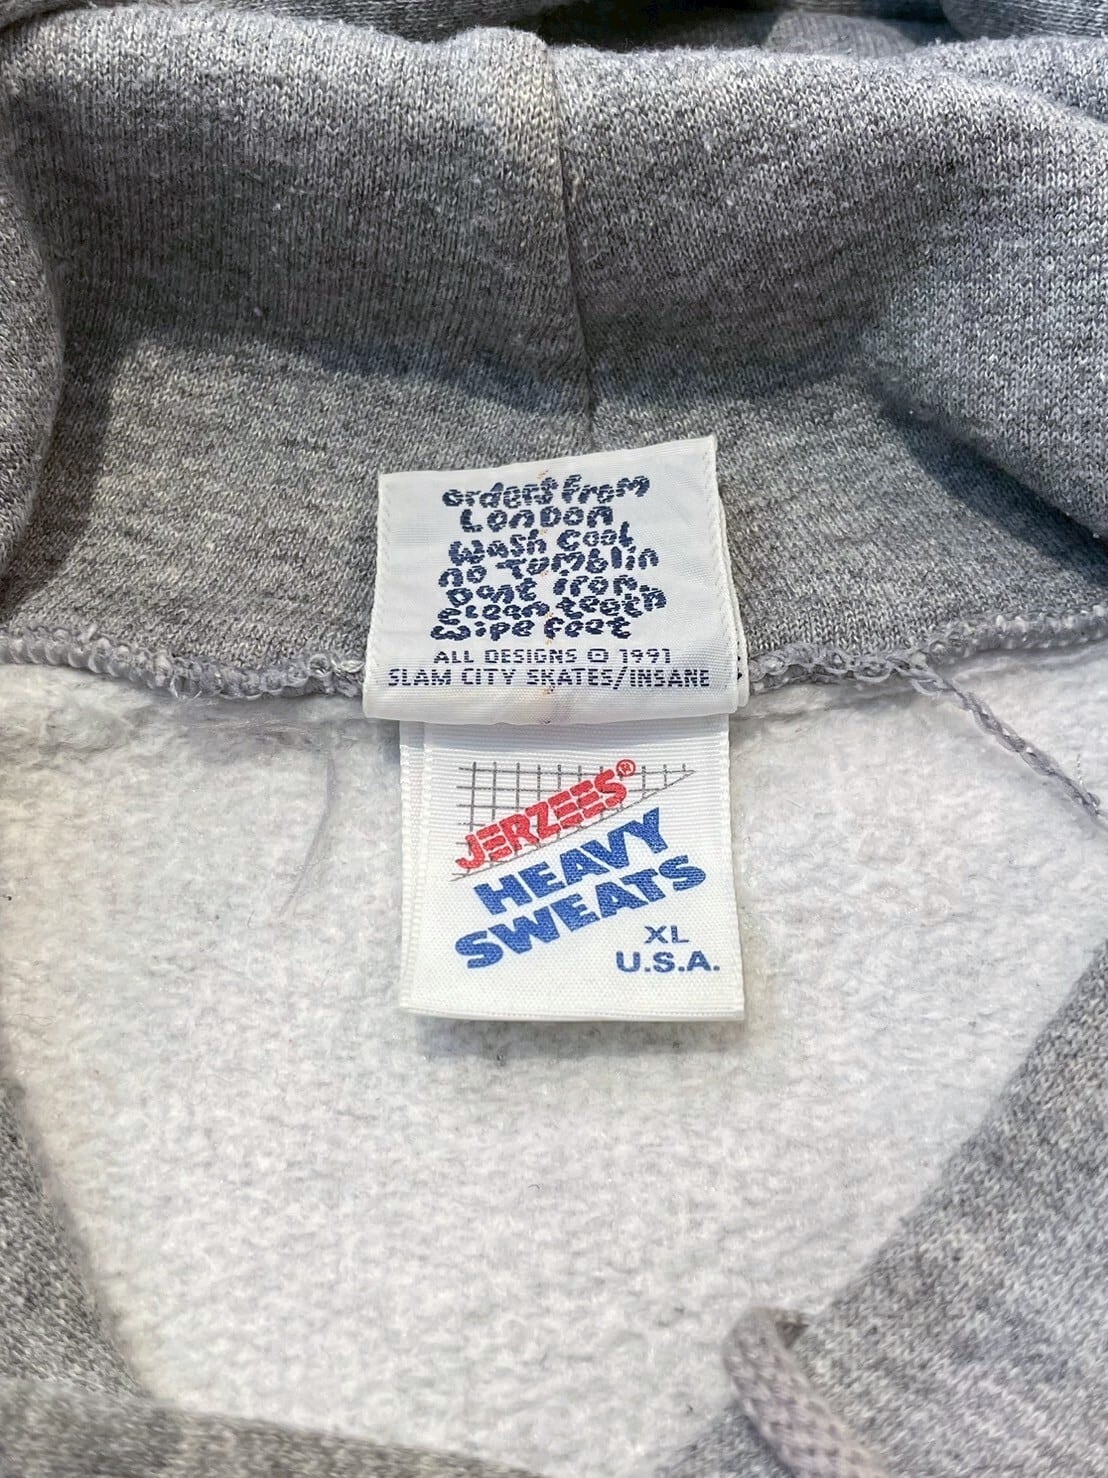 orders from
LONDON
wash cool
no tumblin
Dont iron
clean teeth
wipe feet
ALL DESIGNS © 1991
SLAM CITY SKATES/INSANE
JERZEES®
HEAVY
SWEATS
XL
U.S.A.